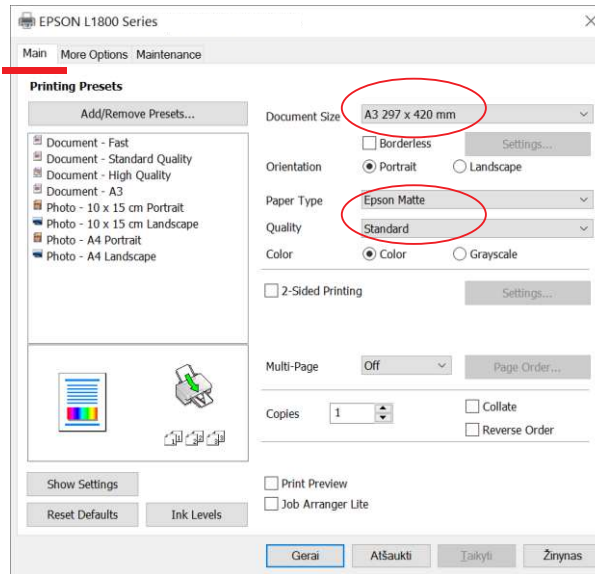 EPSON L1800 Series
Main More Options Maintenance
Printing Presets
Add/Remove Presets...
Document - Fast
Document - Standard Quality
Document - High Quality
Document - A3
Photo - 10 x 15 cm Portrait
Photo - 10 x 15 cm Landscape
Photo - A4 Portrait
Photo - A4 Landscape
Show Settings
Reset Defaults Ink Levels
Document Size A3 297 x 420 mm
Borderless Settings...
Orientation Portrait Landscape
Paper Type Epson Matte
Quality Standard
Color Color Grayscale
2-Sided Printing Settings...
Multi-Page Off Page Order...
Copies 1 Collate
Reverse Order
Print Preview
Job Arranger Lite
Gerai Atšaukti Taikyti Žinynas